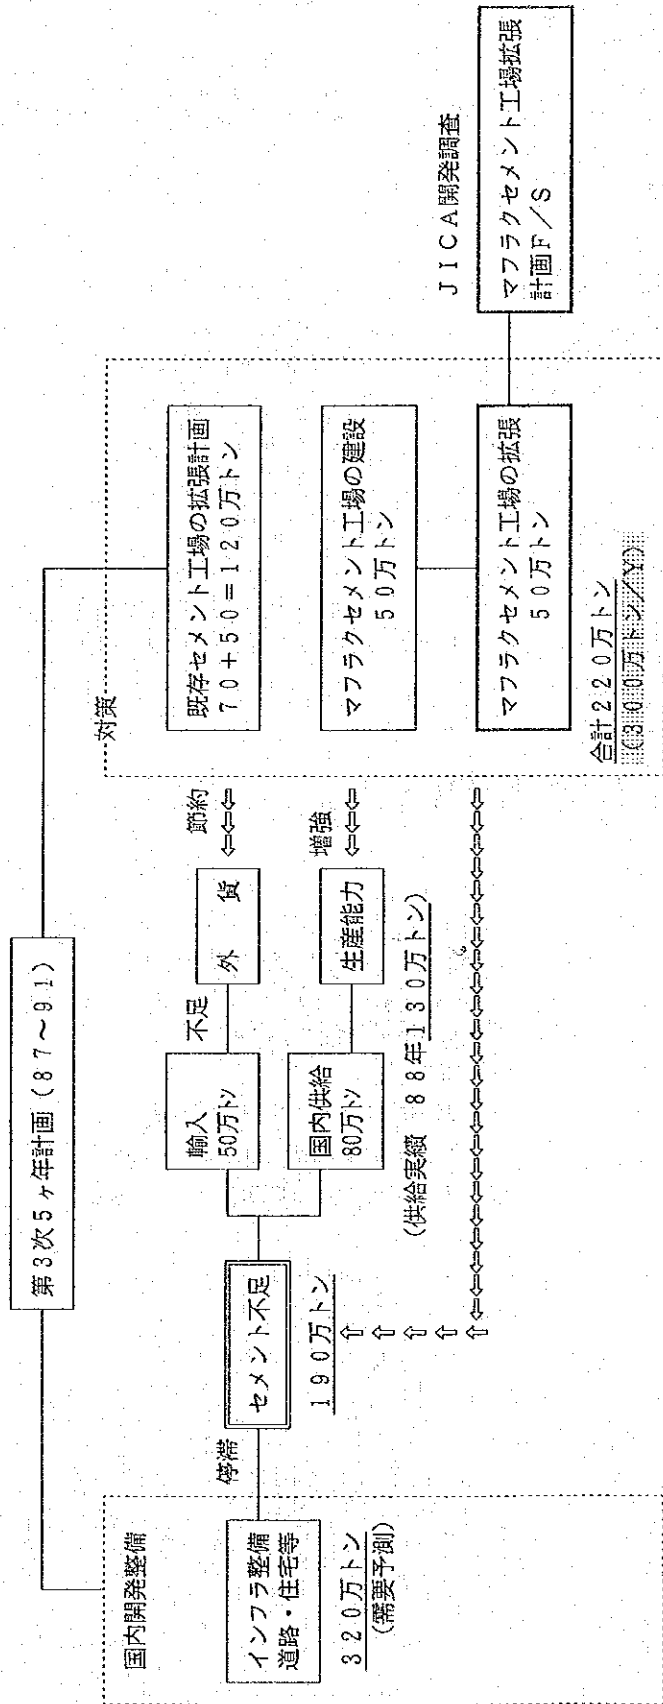 第3次5ヶ年計画(87～91)
国内開発整備
インフラ整備
道路・住宅等
320万トン
(需要予測)
停滞
セメント不足
190万トン
輸入
50万トン
不足
外　貨
節約
国内供給
80万トン
生産能力
増強
(供給実績　88年130万トン)
対策
既存セメント工場の拡張計画
70+50=120万トン
マフラクセメント工場の建設
50万トン
マフラクセメント工場の拡張
50万トン
合計220万トン
(300万トン/Y)
JICA開発調査
マフラクセメント工場拡張
計画F/S